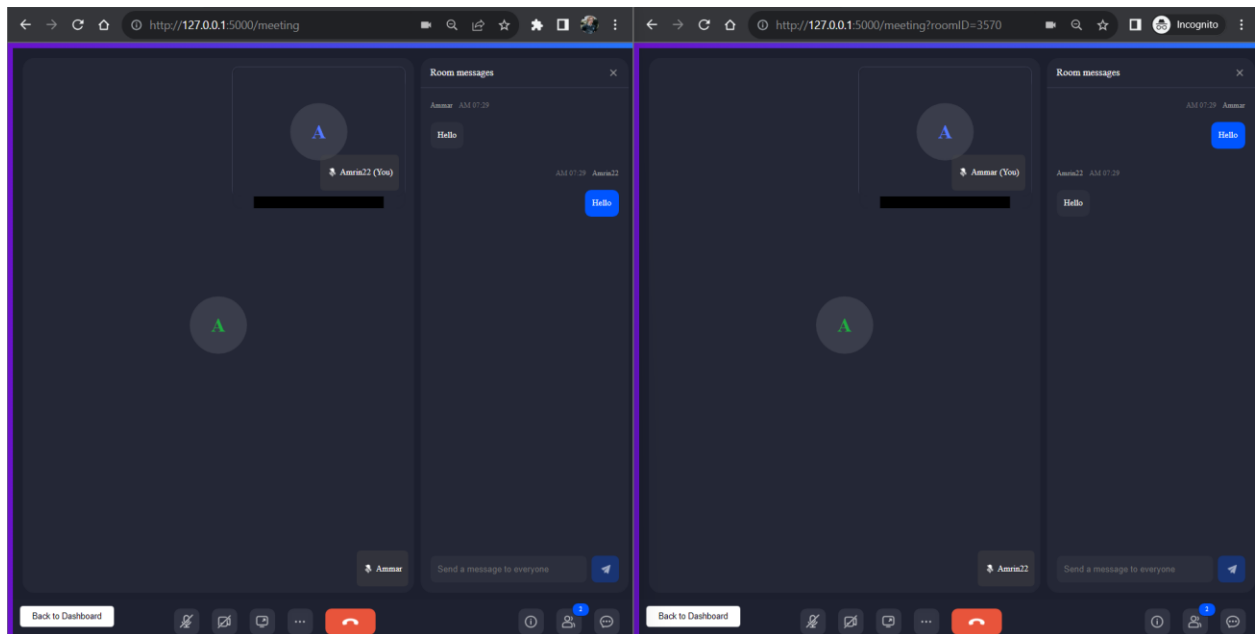 http://127.0.0.1:5000/meeting
Room messages
A
Ammar AM 07:29
Hello
Amrin22 (You)
AM 07:29 Amrin22
Hello
A
Ammar
Send a message to everyone
Back to Dashboard
2
http://127.0.0.1:5000/meeting?roomID=3570
Incognito
Room messages
A
AM 07:29 Ammar
Hello
Ammar (You)
Amrin22 AM 07:29
Hello
A
Amrin22
Send a message to everyone
Back to Dashboard
2